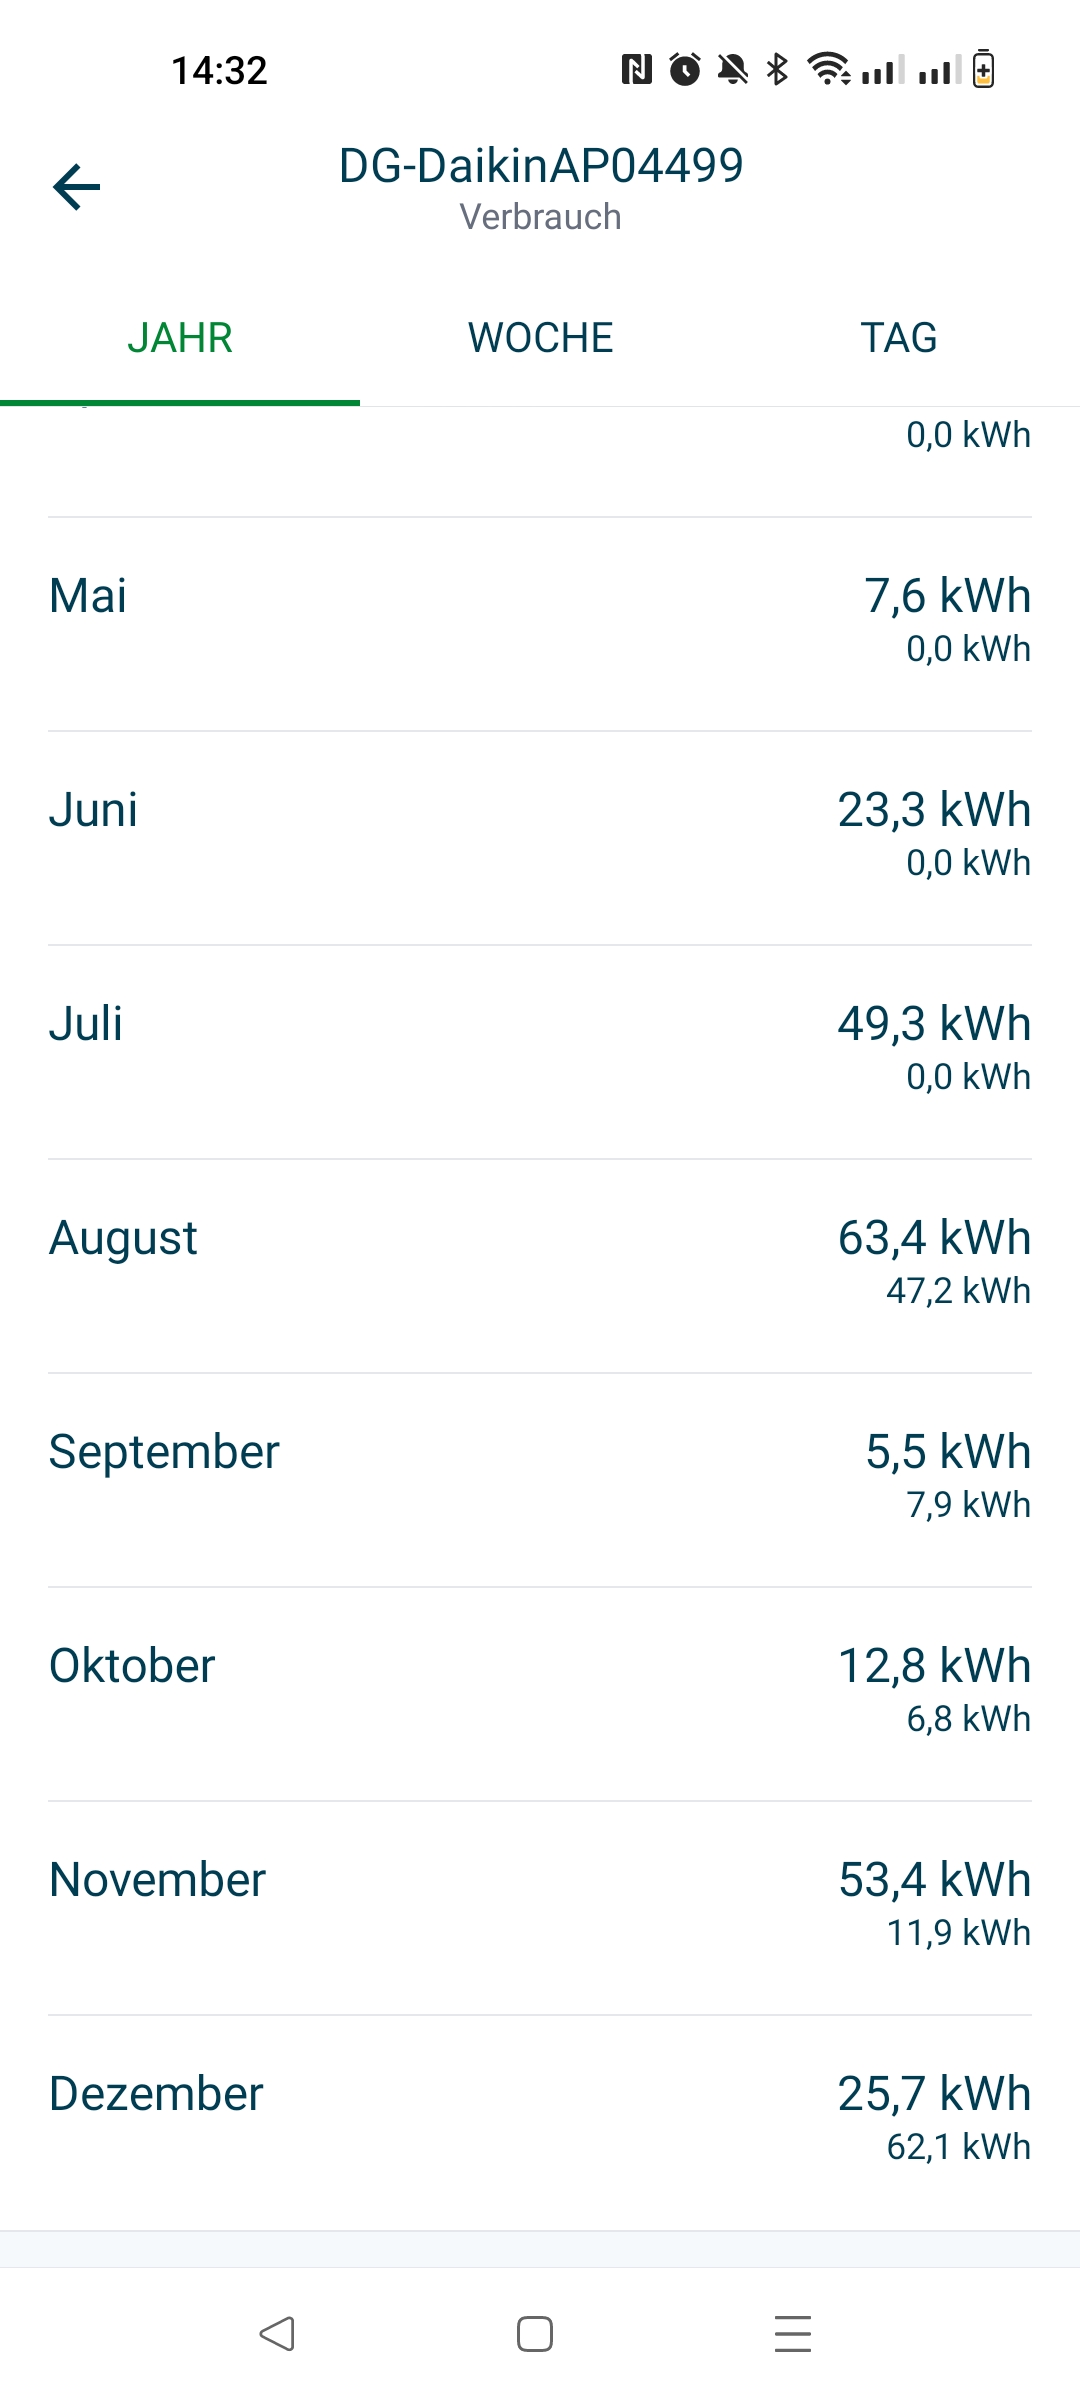 14:32
DG-DaikinAP04499
Verbrauch
JAHR
WOCHE
TAG
0,0 kWh
Mai
7,6 kWh
0,0 kWh
Juni
23,3 kWh
0,0 kWh
Juli
49,3 kWh
0,0 kWh
August
63,4 kWh
47,2 kWh
September
5,5 kWh
7,9 kWh
Oktober
12,8 kWh
6,8 kWh
November
53,4 kWh
11,9 kWh
Dezember
25,7 kWh
62,1 kWh